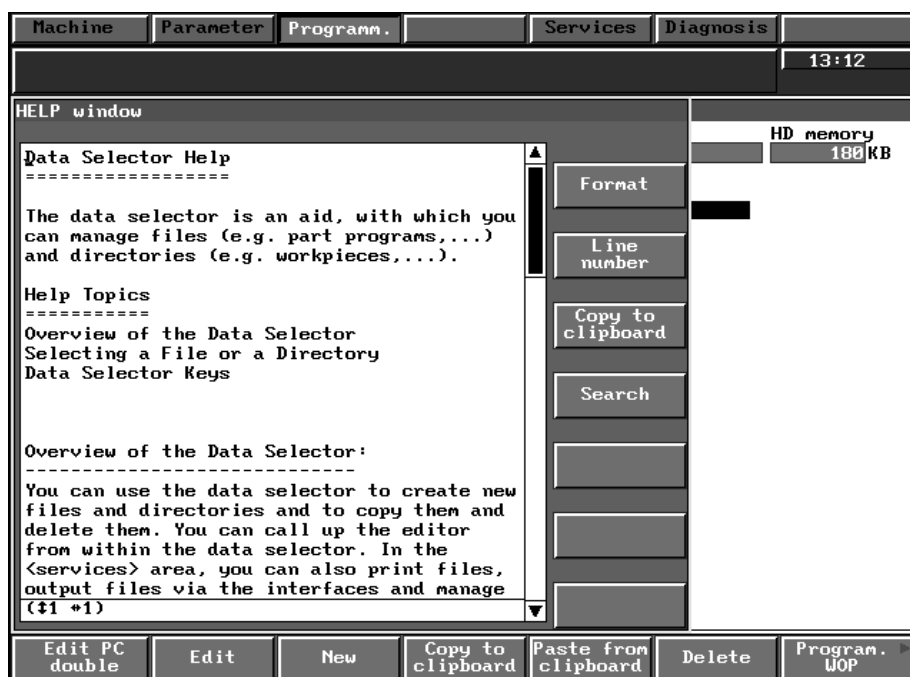 Machine Parameter Programm. Services Diagnosis
13:12
HELP window
HD memory
180 KB
Data Selector Help
==================
The data selector is an aid, with which you
can manage files (e.g. part programs,...)
and directories (e.g. workpieces,...).
Help Topics
===========
Overview of the Data Selector
Selecting a File or a Directory
Data Selector Keys
Overview of the Data Selector:
-----------------------------
You can use the data selector to create new
files and directories and to copy them and
delete them. You can call up the editor
from within the data selector. In the
<services> area, you can also print files,
output files via the interfaces and manage
(↕1 ↔1)
Format
Line
number
Copy to
clipboard
Search
Edit PC
double
Edit
New
Copy to
clipboard
Paste from
clipboard
Delete
Program.
WOP